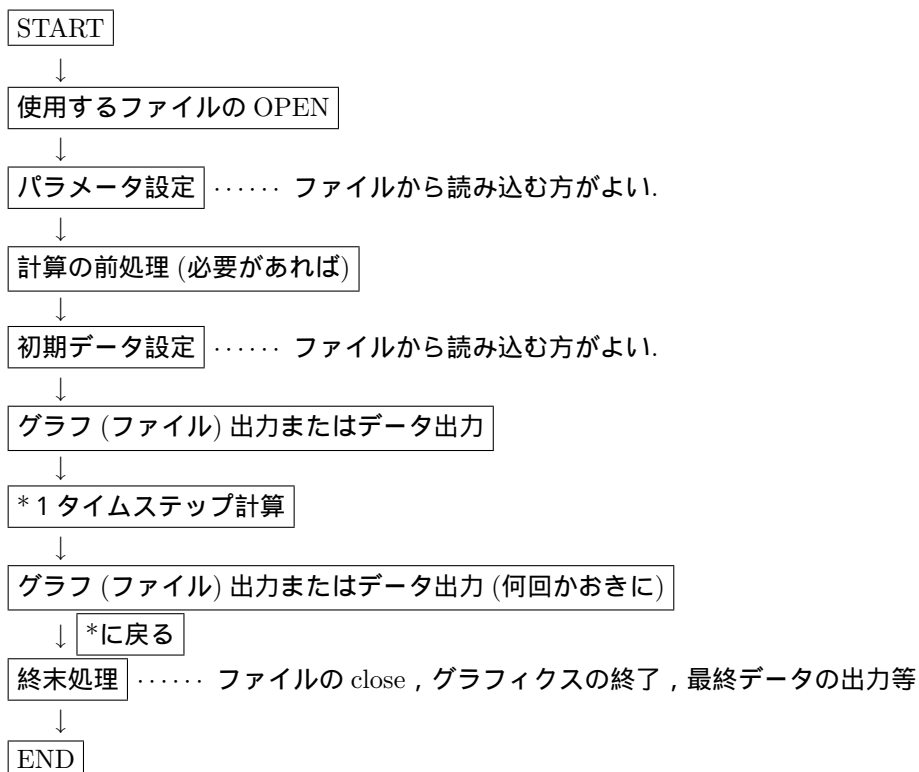 START
↓
使用するファイルの OPEN
↓
パラメータ設定 ······ ファイルから読み込む方がよい.
↓
計算の前処理 (必要があれば)
↓
初期データ設定 ······ ファイルから読み込む方がよい.
↓
グラフ (ファイル) 出力またはデータ出力
↓
*１タイムステップ計算
↓
グラフ (ファイル) 出力またはデータ出力 (何回かおきに)
↓ *に戻る
終末処理 ······ ファイルの close , グラフィクスの終了 , 最終データの出力等
↓
END